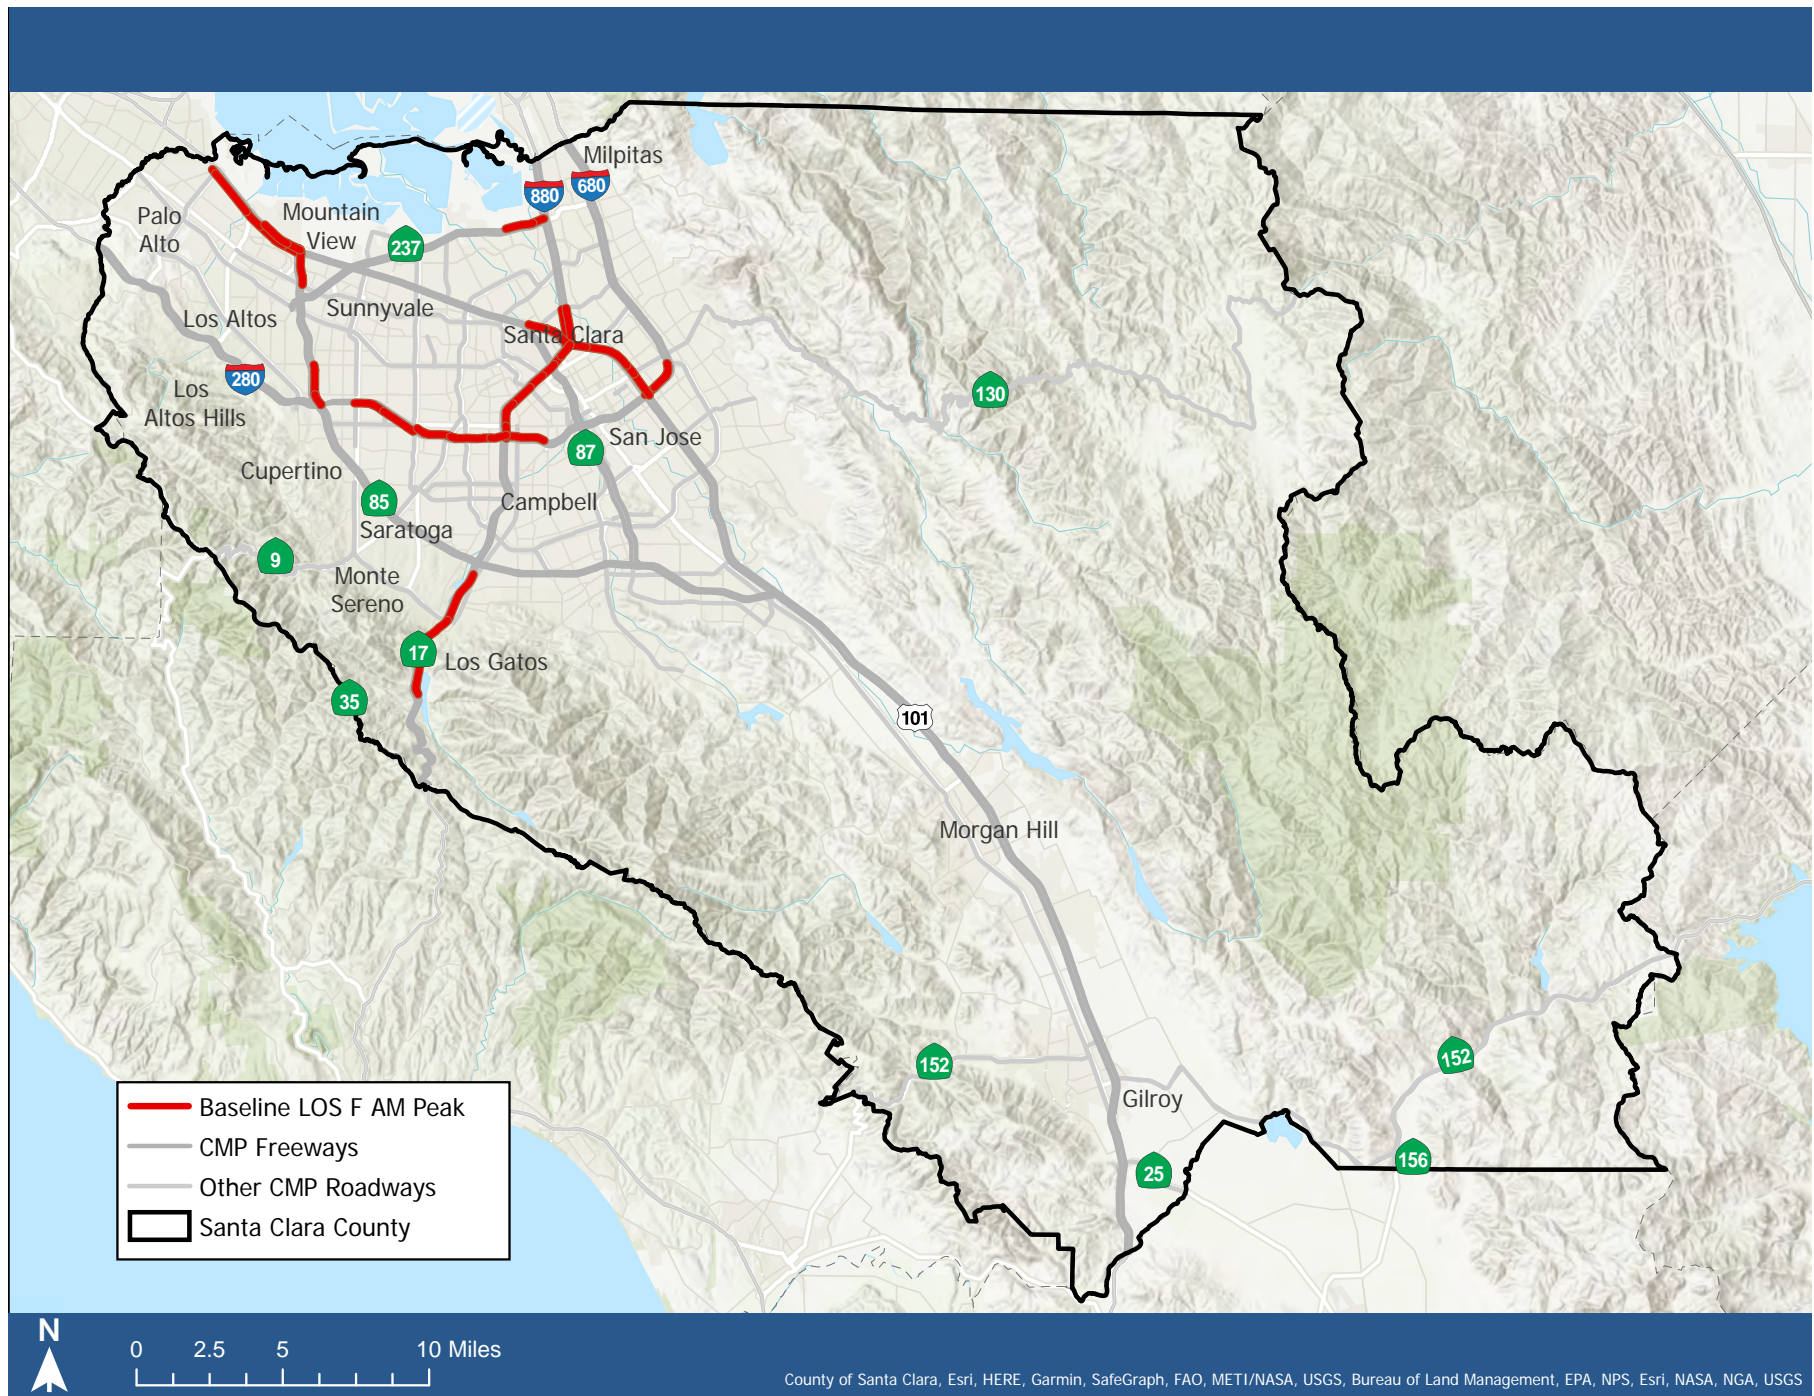 Milpitas
880
680
Palo
Alto
Mountain
View
237
Los Altos
Sunnyvale
Santa Clara
280
Los
Altos Hills
130
San Jose
87
Cupertino
85
Campbell
Saratoga
9
Monte
Sereno
17
Los Gatos
35
101
Morgan Hill
152
152
Gilroy
156
25
Baseline LOS F AM Peak
CMP Freeways
Other CMP Roadways
Santa Clara County
N
0 2.5 5 10 Miles
County of Santa Clara, Esri, HERE, Garmin, SafeGraph, FAO, METI/NASA, USGS, Bureau of Land Management, EPA, NPS, Esri, NASA, NGA, USGS